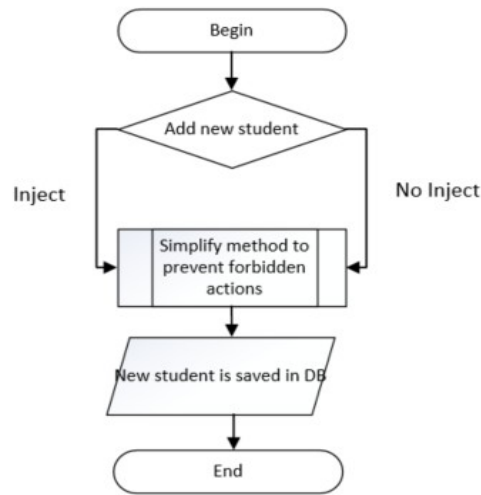 Begin
Add new student
Inject
No Inject
Simplify method to
prevent forbidden
actions
New student is saved in DB
End